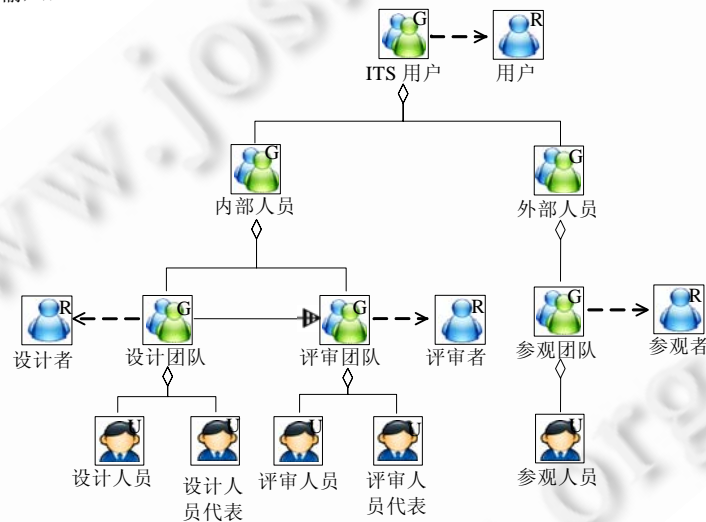 G
R
ITS 用户
用户
G
G
内部人员
外部人员
R
G
G
R
G
R
设计者
设计团队
评审团队
评审者
参观团队
参观者
U
U
U
U
U
设计人员
设计人
员代表
评审人员
评审人
员代表
参观人员
www.jos.org